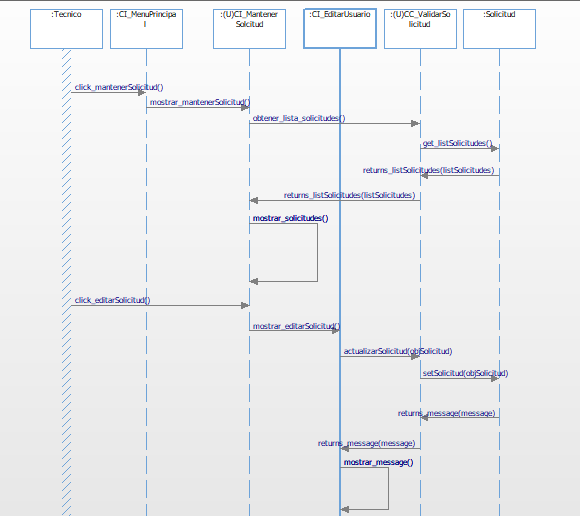 :Tecnico
:CI_MenuPrincipa
l
:(U)CI_Mantener
Solcitud
:CI_EditarUsuario
:(U)CC_ValidarSo
licitud
:Solicitud
click_mantenerSolicitud()
mostrar_mantenerSolicitud()
obtener_lista_solicitudes()
get_listSolicitudes()
returns_listSolicitudes(listSolicitudes)
returns_listSolicitudes(listSolicitudes)
mostrar_solicitudes()
click_editarSolicitud()
mostrar_editarSolicitud()
actualizarSolicitud(objSolicitud)
setSolicitud(objSolicitud)
returns_message(message)
returns_message(message)
mostrar_message()